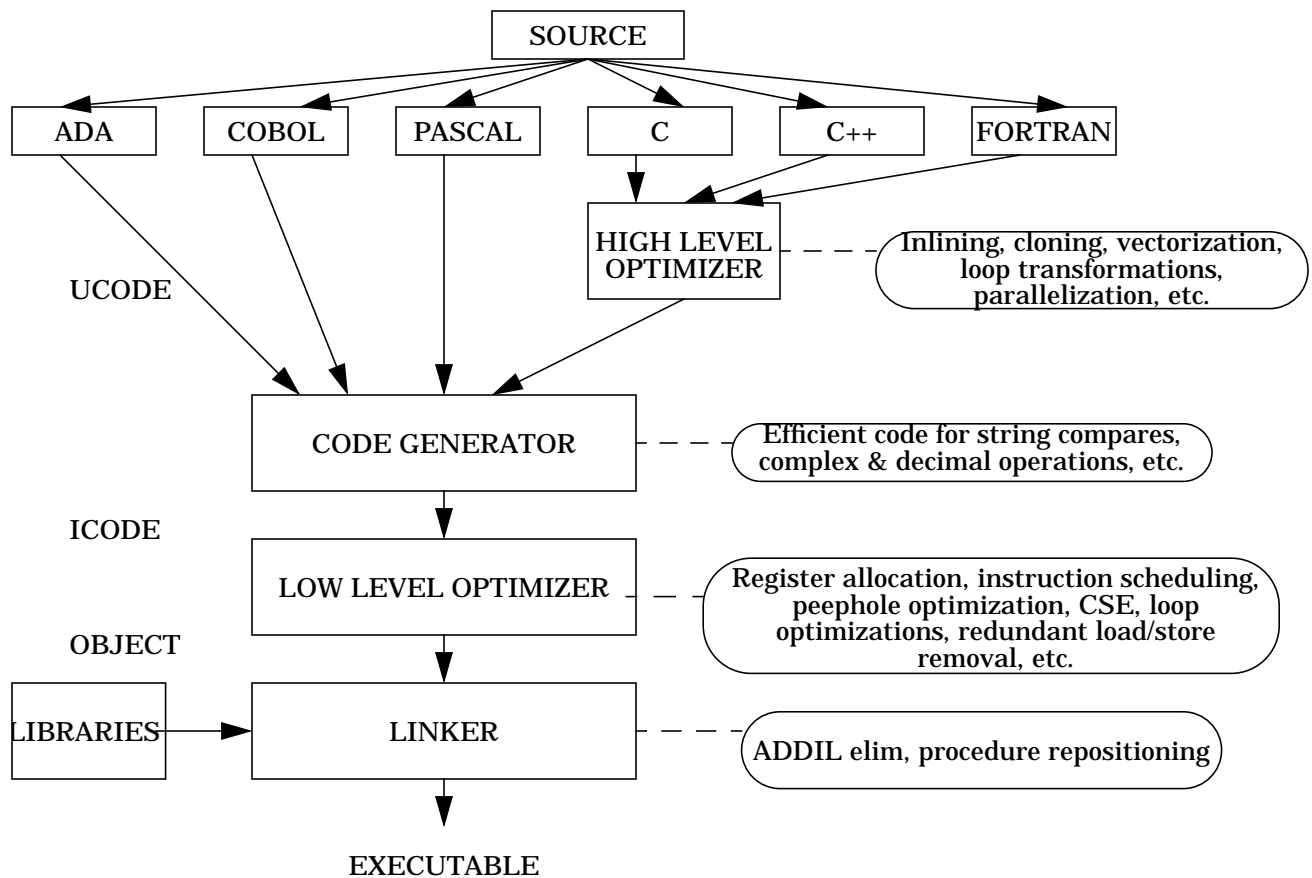 SOURCE
ADA
COBOL
PASCAL
C
C++
FORTRAN
HIGH LEVEL
OPTIMIZER
Inlining, cloning, vectorization,
loop transformations,
parallelization, etc.
UCODE
CODE GENERATOR
Efficient code for string compares,
complex & decimal operations, etc.
ICODE
LOW LEVEL OPTIMIZER
Register allocation, instruction scheduling,
peephole optimization, CSE, loop
optimizations, redundant load/store
removal, etc.
OBJECT
LIBRARIES
LINKER
ADDIL elim, procedure repositioning
EXECUTABLE